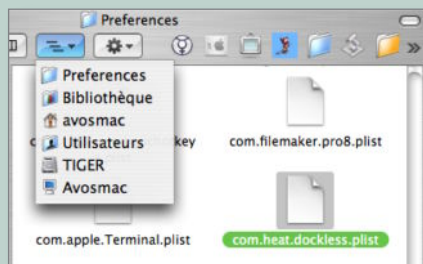 Preferences
Preferences
Bibliothèque
avosmac
Utilisateurs
TIGER
Avosmac
key
com.filemaker.pro8.plist
com.apple.Terminal.plist
com.heat.dockless.plist